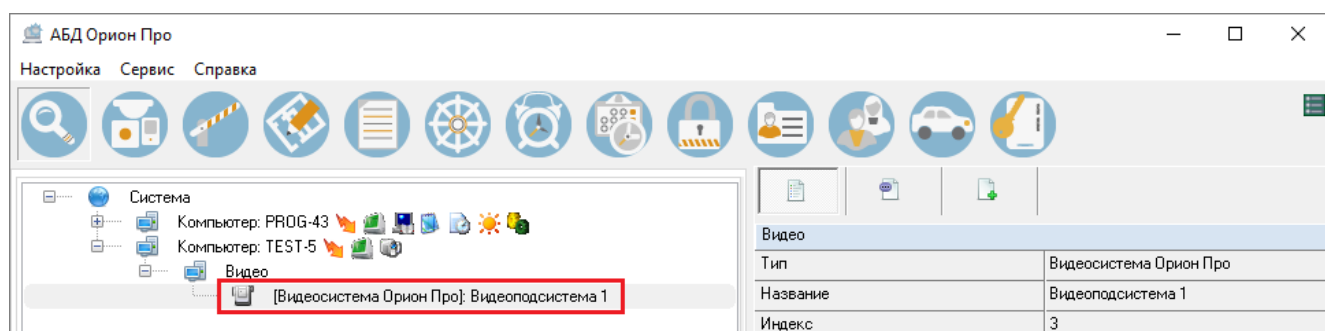 АБД Орион Про
Настройка Сервис Справка
Система
Компьютер: PROG-43
Компьютер: TEST-5
Видео
[Видеосистема Орион Про]: Видеоподсистема 1
Видео
Тип Видеосистема Орион Про
Название Видеоподсистема 1
Индекс 3